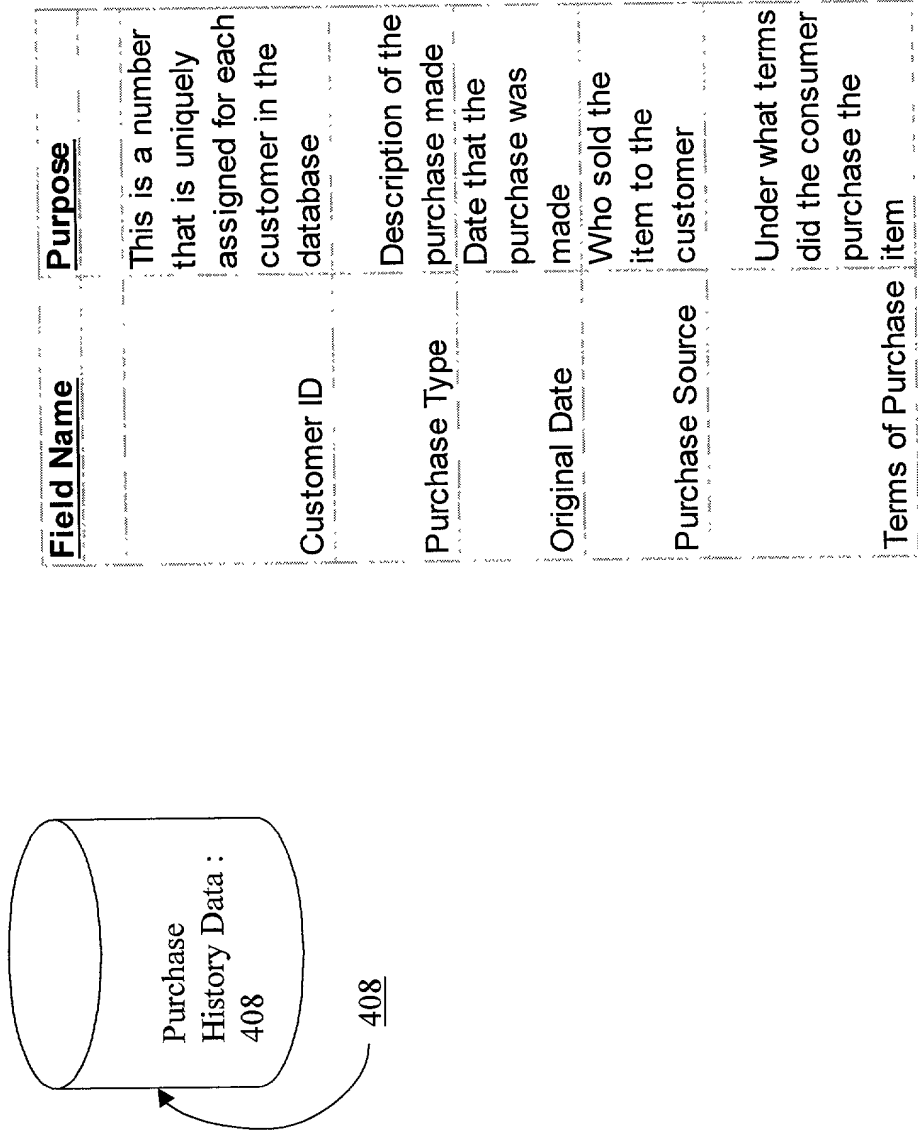 Purchase
History Data :
408
408
Field Name
Purpose
Customer ID
This is a number
that is uniquely
assigned for each
customer in the
database
Purchase Type
Description of the
purchase made
Original Date
Date that the
purchase was
made
Purchase Source
Who sold the
item to the
customer
Terms of Purchase
Under what terms
did the consumer
purchase the
item